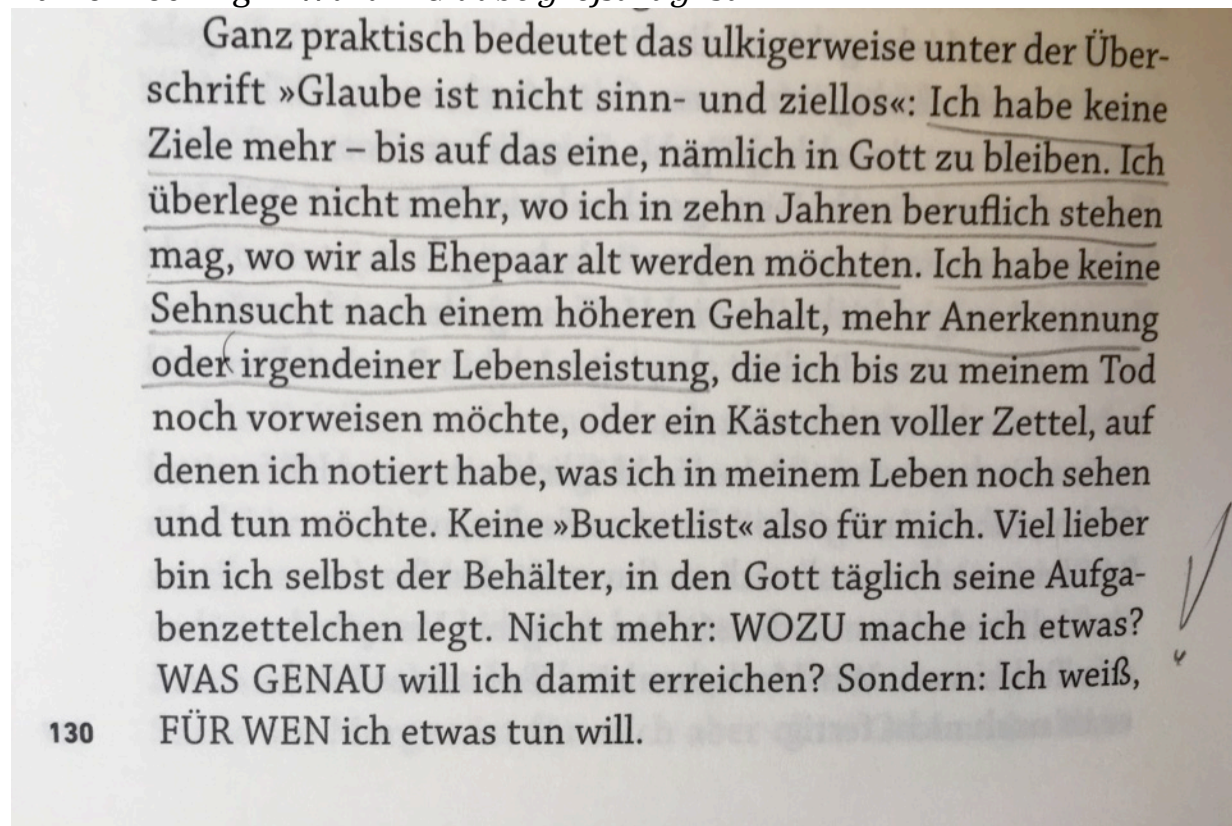 Ganz praktisch bedeutet das ulkigerweise unter der Über-
schrift »Glaube ist nicht sinn- und ziellos«: Ich habe keine
Ziele mehr – bis auf das eine, nämlich in Gott zu bleiben. Ich
überlege nicht mehr, wo ich in zehn Jahren beruflich stehen
mag, wo wir als Ehepaar alt werden möchten. Ich habe keine
Sehnsucht nach einem höheren Gehalt, mehr Anerkennung
oder irgendeiner Lebensleistung, die ich bis zu meinem Tod
noch vorweisen möchte, oder ein Kästchen voller Zettel, auf
denen ich notiert habe, was ich in meinem Leben noch sehen
und tun möchte. Keine »Bucketlist« also für mich. Viel lieber
bin ich selbst der Behälter, in den Gott täglich seine Aufga-
benzettelchen legt. Nicht mehr: WOZU mache ich etwas?
WAS GENAU will ich damit erreichen? Sondern: Ich weiß,
130 FÜR WEN ich etwas tun will.